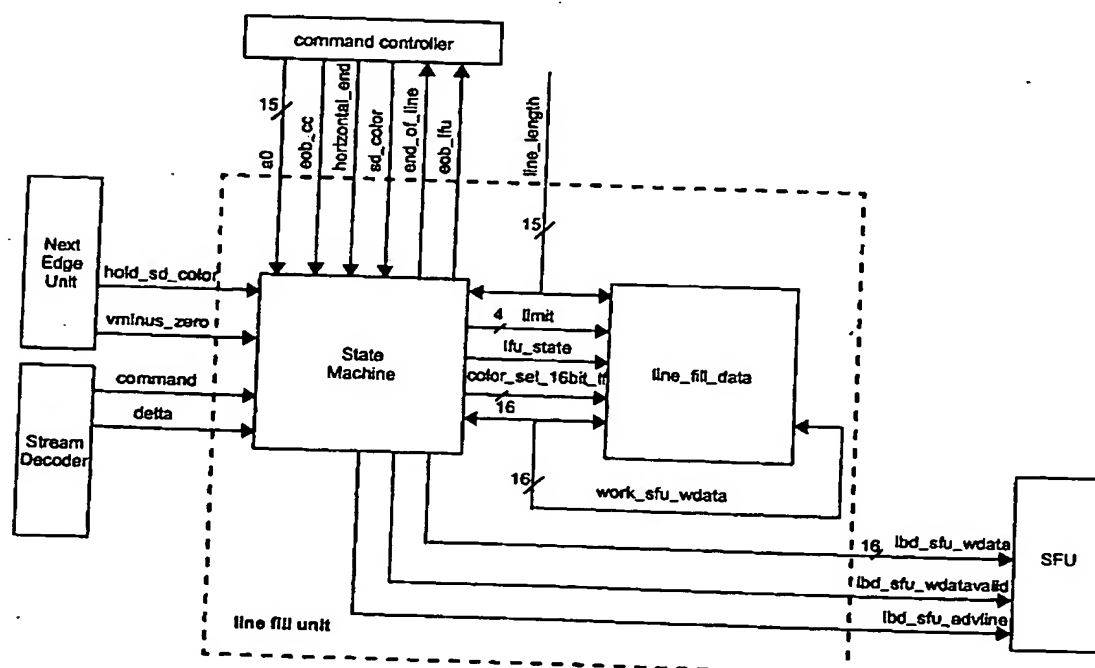 command controller
15
a0
eob_cc
horizontal_end
sd_color
end_of_line
eob_lfu
line_length
15
Next
Edge
Unit
hold_sd_color
vminus_zero
command
delta
Stream
Decoder
State
Machine
4
limit
lfu_state
color_sel_16bit_lf
16
line_fill_data
16
work_sfu_wdata
16
lbd_sfu_wdata
lbd_sfu_wdatavalid
lbd_sfu_advline
SFU
line fill unit